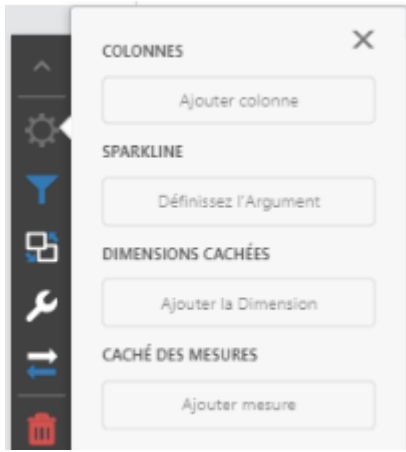 COLONNES
Ajouter colonne
SPARKLINE
Définissez l'Argument
DIMENSIONS CACHÉES
Ajouter la Dimension
CACHÉ DES MESURES
Ajouter mesure